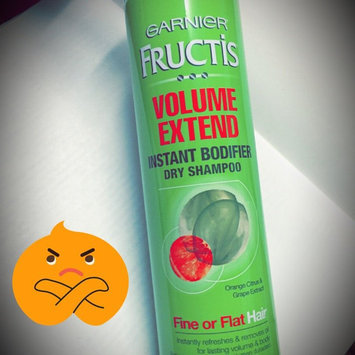 GARNIER
FRUCTIS
VOLUME
EXTEND
INSTANT BODIFIER
DRY SHAMPOO
Orange Citrus &
Grape Extract
Fine or Flat Hair
Instantly refreshes & removes oil
for lasting volume & body